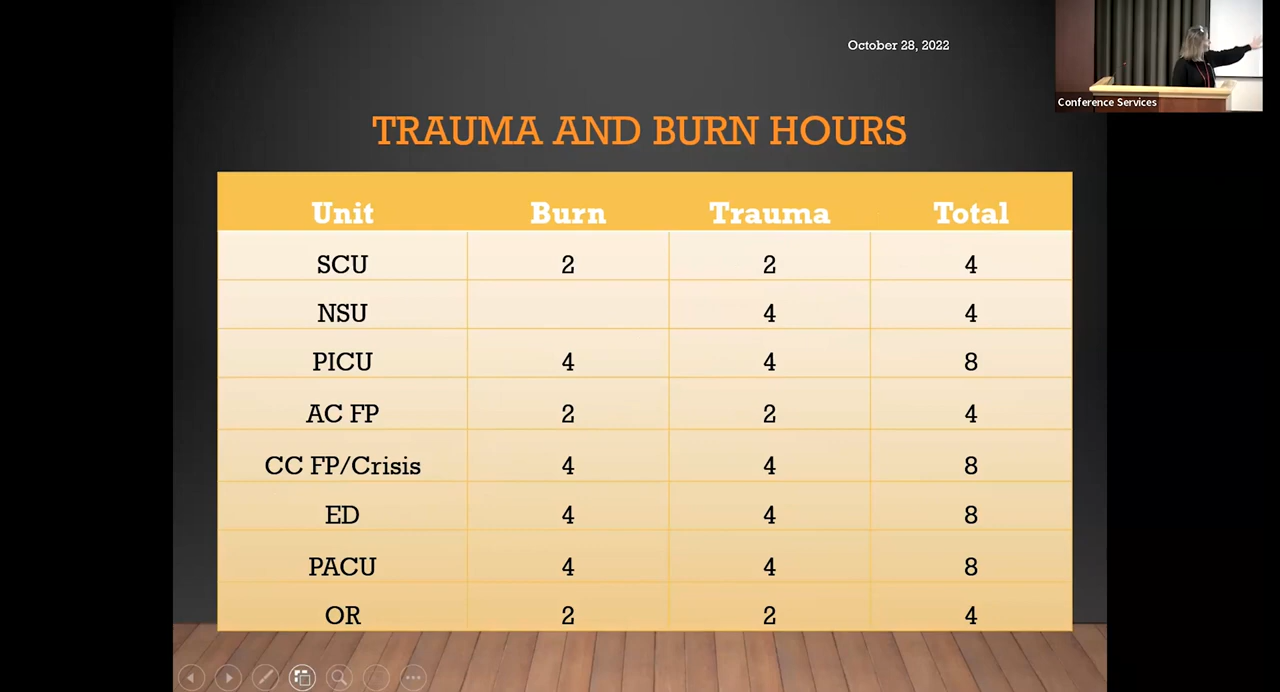 October 28, 2022
Conference Services
TRAUMA AND BURN HOURS
Unit Burn Trauma Total
SCU 2 2 4
NSU 4 4
PICU 4 4 8
AC FP 2 2 4
CC FP/Crisis 4 4 8
ED 4 4 8
PACU 4 4 8
OR 2 2 4